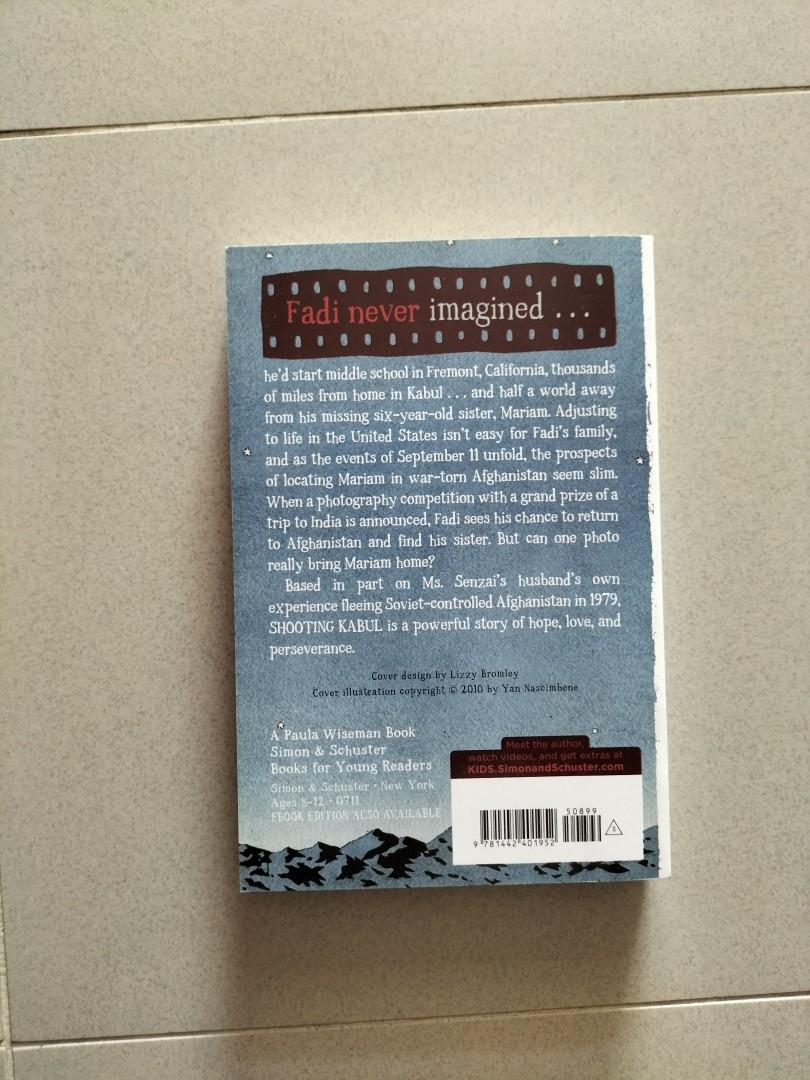 Fadi never imagined . . .
he'd start middle school in Fremont, California, thousands
of miles from home in Kabul . . . and half a world away
from his missing six-year-old sister, Mariam. Adjusting
to life in the United States isn't easy for Fadi's family,
and as the events of September 11 unfold, the prospects
of locating Mariam in war-torn Afghanistan seem slim.
When a photography competition with a grand prize of a
trip to India is announced, Fadi sees his chance to return
to Afghanistan and find his sister. But can one photo
really bring Mariam home?
Based in part on Ms. Senzai's husband's own
experience fleeing Soviet-controlled Afghanistan in 1979,
SHOOTING KABUL is a powerful story of hope, love, and
perseverance.
Cover design by Lizzy Bromley
Cover illustration copyright © 2010 by Yan Nascimbene
A Paula Wiseman Book
Simon & Schuster
Books for Young Readers
Simon & Schuster • New York
Ages 8-12 • 0711
EBOOK EDITION ALSO AVAILABLE
Meet the author,
watch videos, and get extras at
KIDS.SimonandSchuster.com
50899
9 781442 401952
S